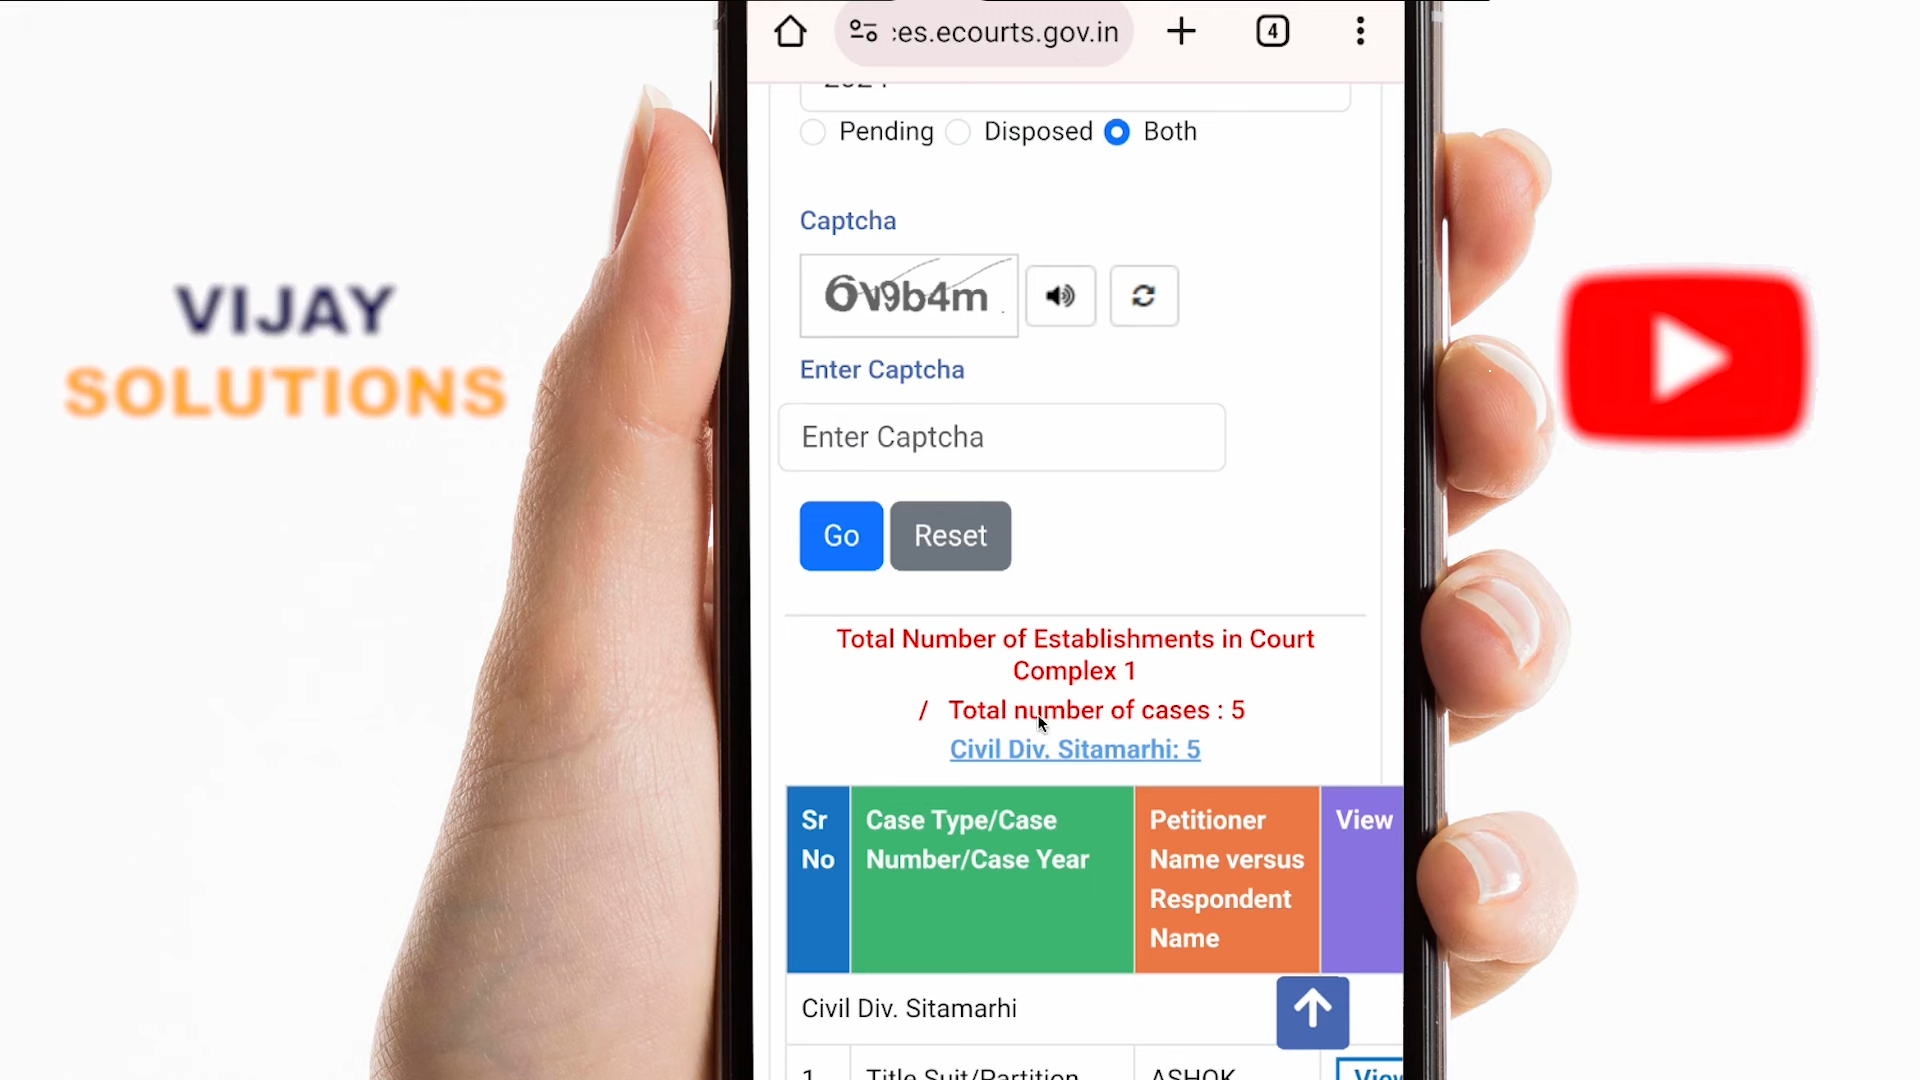 :es.ecourts.gov.in
4
2024
Pending Disposed Both
Captcha
6v9b4m
Enter Captcha
Enter Captcha
Go Reset
Total Number of Establishments in Court
Complex 1
/ Total number of cases : 5
Civil Div. Sitamarhi: 5
Sr
No
Case Type/Case
Number/Case Year
Petitioner
Name versus
Respondent
Name
View
Civil Div. Sitamarhi
1 Title Suit/Partition ASHOK View
VIJAY
SOLUTIONS